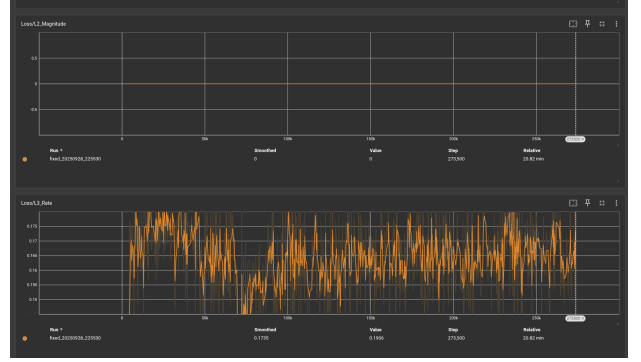 Loss/L2_Magnitude
0.5
0
-0.5
0 50k 100k 150k 200k 250k
Run ↑ Smoothed Value Step Relative
fixed_20250928_225530 0 0 273,500 20.82 min
Loss/L3_Rate
0.175
0.17
0.165
0.16
0.155
0.15
0 50k 100k 150k 200k 250k
Run ↑ Smoothed Value Step Relative
fixed_20250928_225530 0.1735 0.1956 273,500 20.82 min